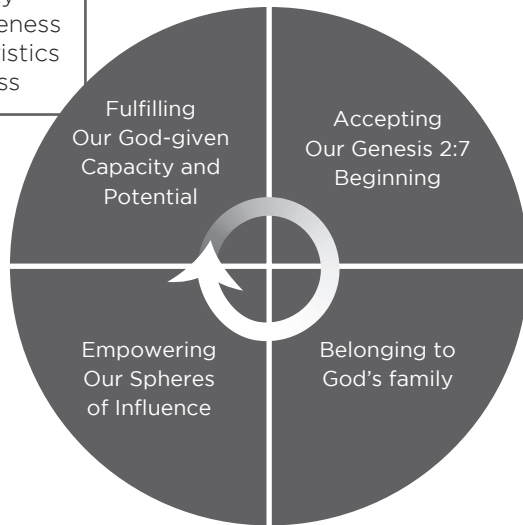 Fulfilling
Our God-given
Capacity and
Potential
Accepting
Our Genesis 2:7
Beginning
Empowering
Our Spheres
of Influence
Belonging to
God's family